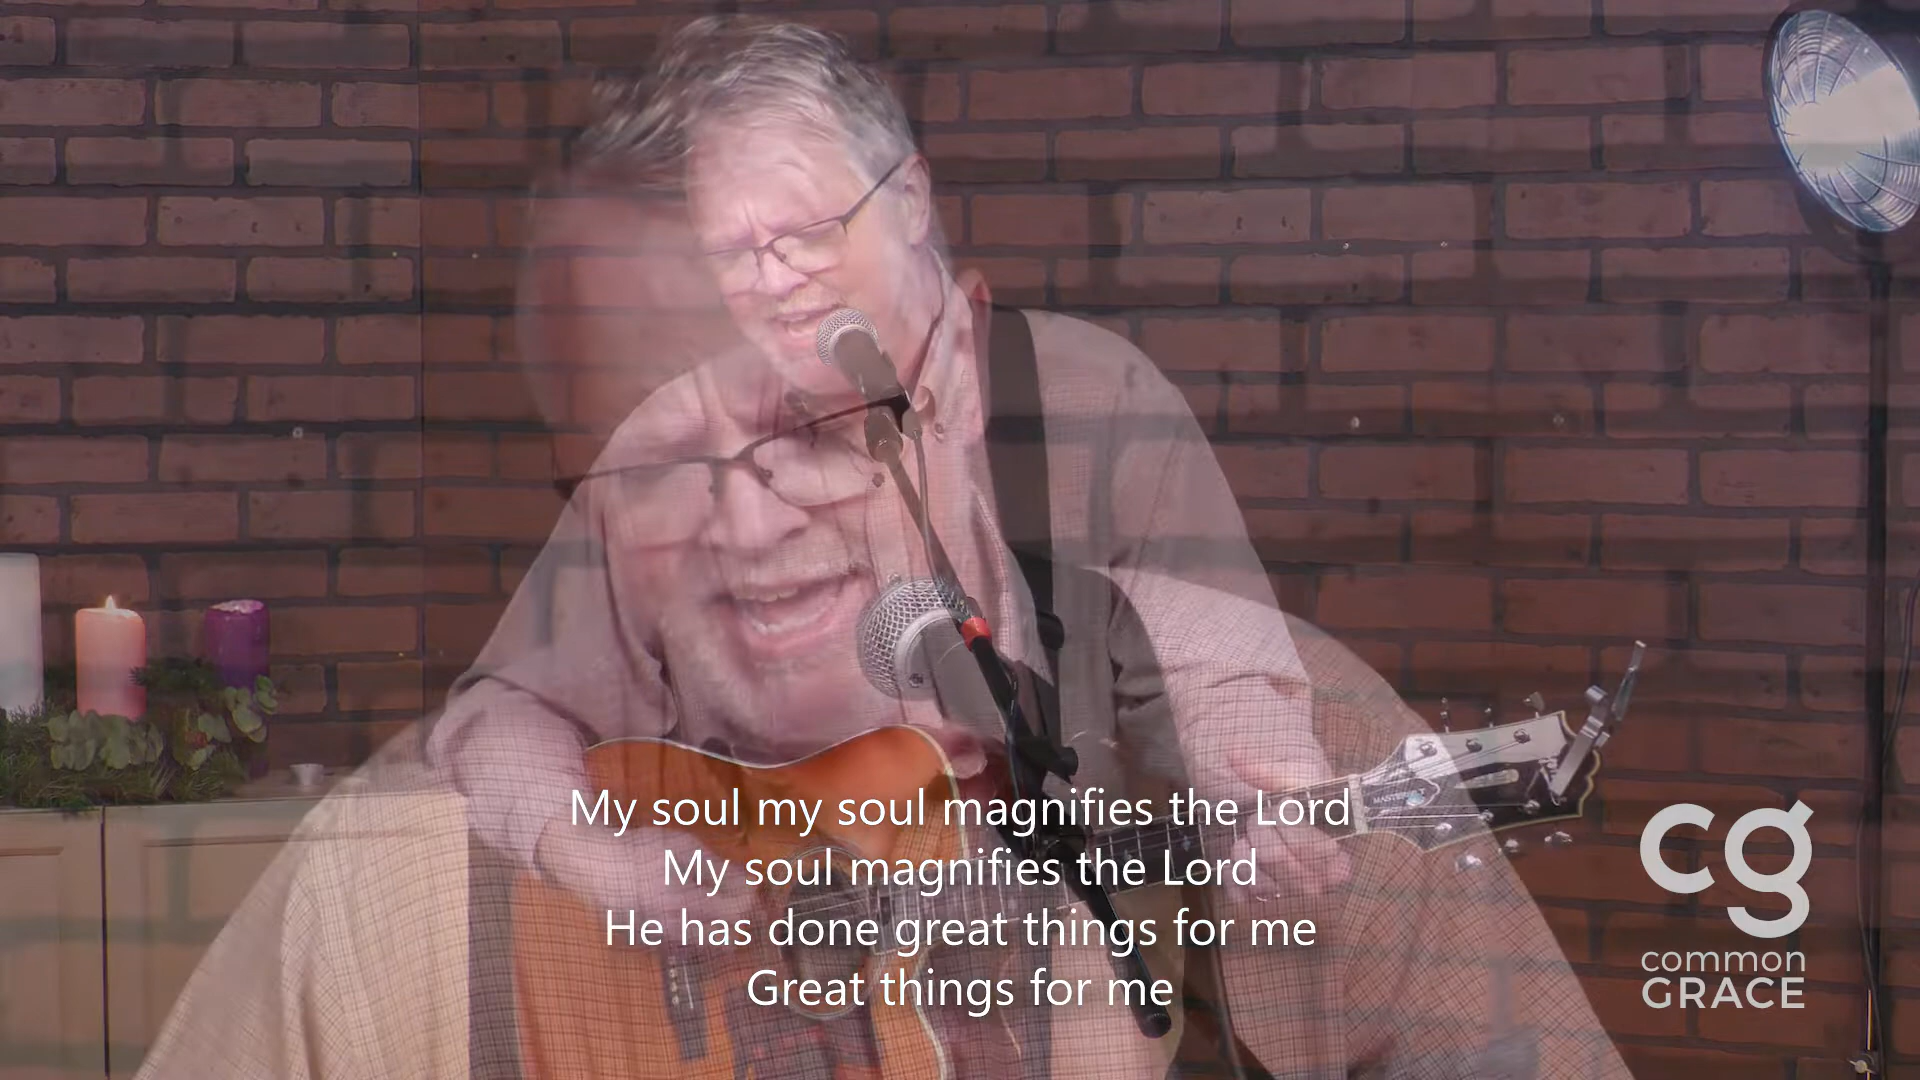 My soul my soul magnifies the Lord
My soul magnifies the Lord
He has done great things for me
Great things for me
cg
common
GRACE